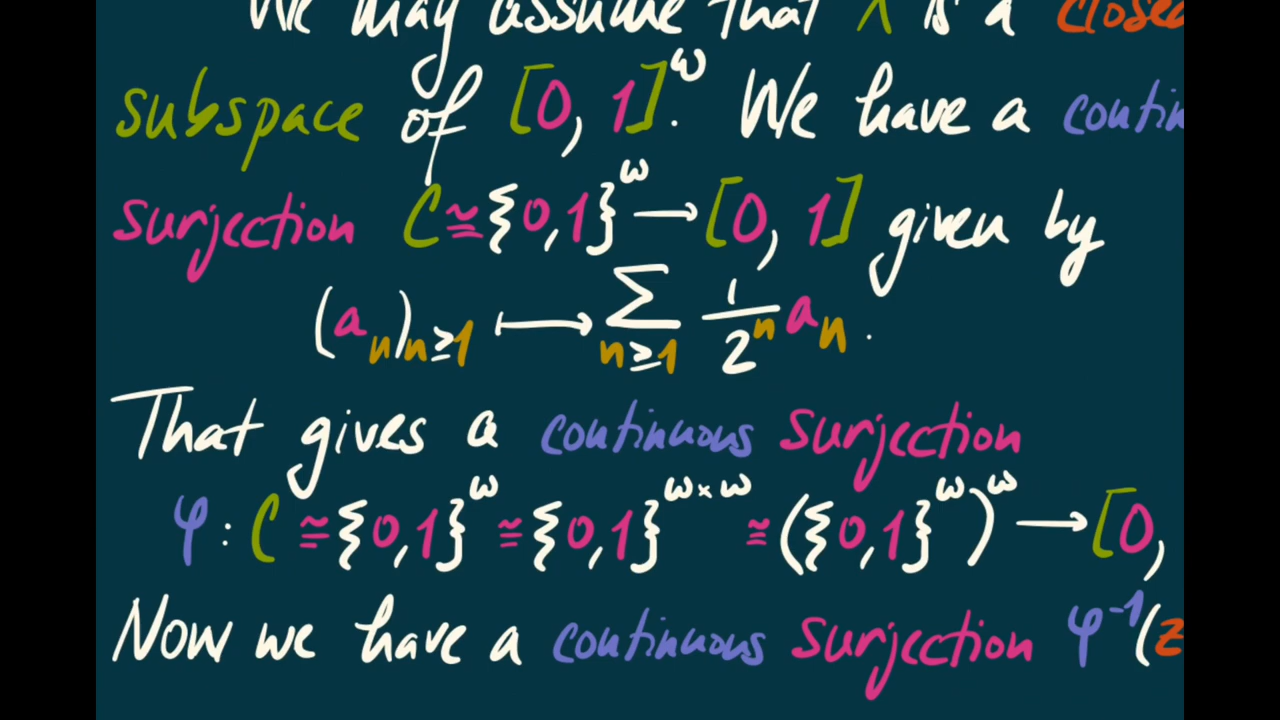 We may assume that X is a closed
subspace of [0, 1]^ω. We have a contin
surjection C ≅ {0,1}^ω → [0, 1] given by
(a_n)_{n≥1} ⟼ Σ_{n≥1} 1/2^n a_n .
That gives a continuous surjection
φ : C ≅ {0,1}^ω ≅ {0,1}^{ω×ω} ≅ ({0,1}^ω)^ω → [0,
Now we have a continuous surjection φ^{-1}(